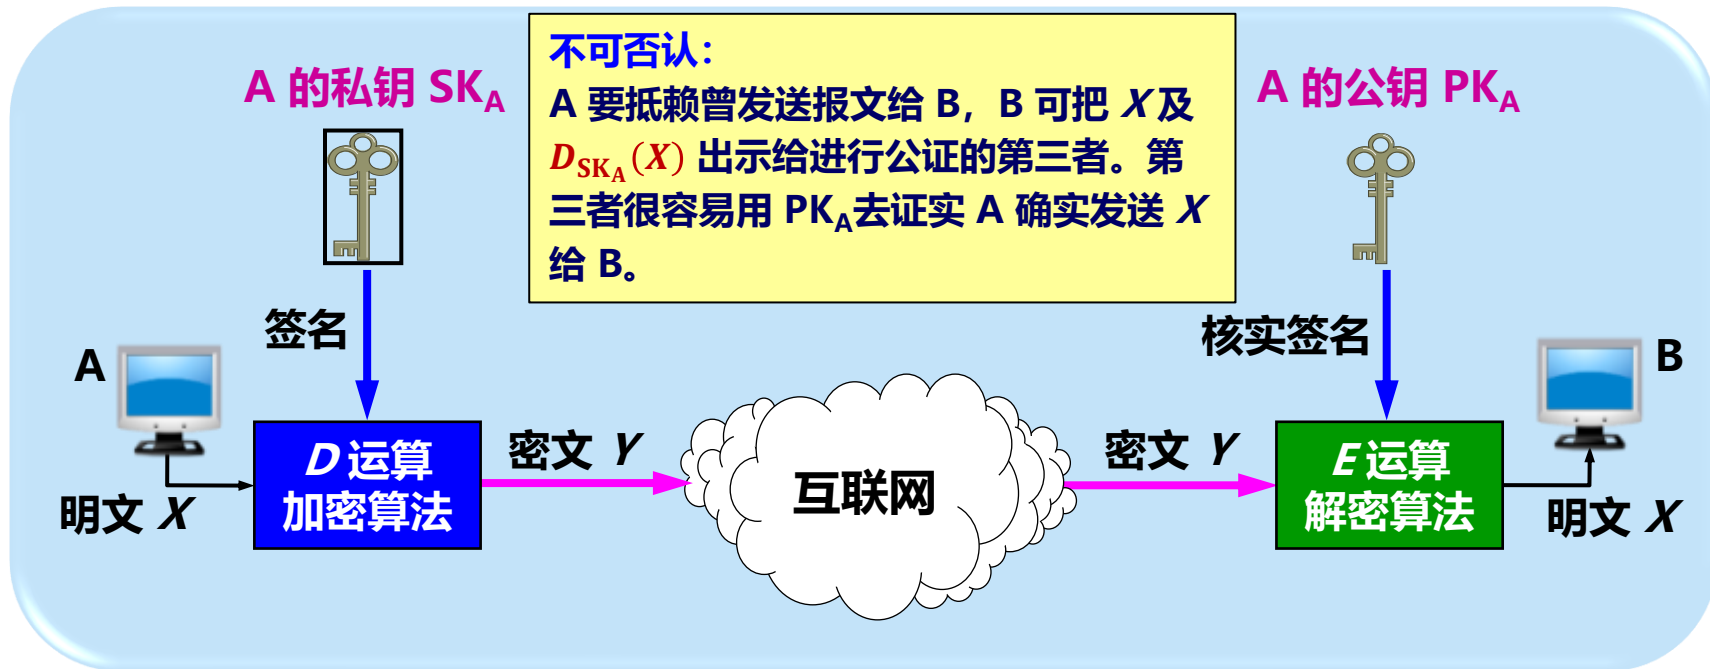 不可否认：
A 要抵赖曾发送报文给 B，B 可把 X 及
D_SK_A(X) 出示给进行公证的第三者。第
三者很容易用 PK_A去证实 A 确实发送 X
给 B。
A 的私钥 SK_A
A 的公钥 PK_A
签名
核实签名
A
B
D 运算
加密算法
密文 Y
互联网
密文 Y
E 运算
解密算法
明文 X
明文 X